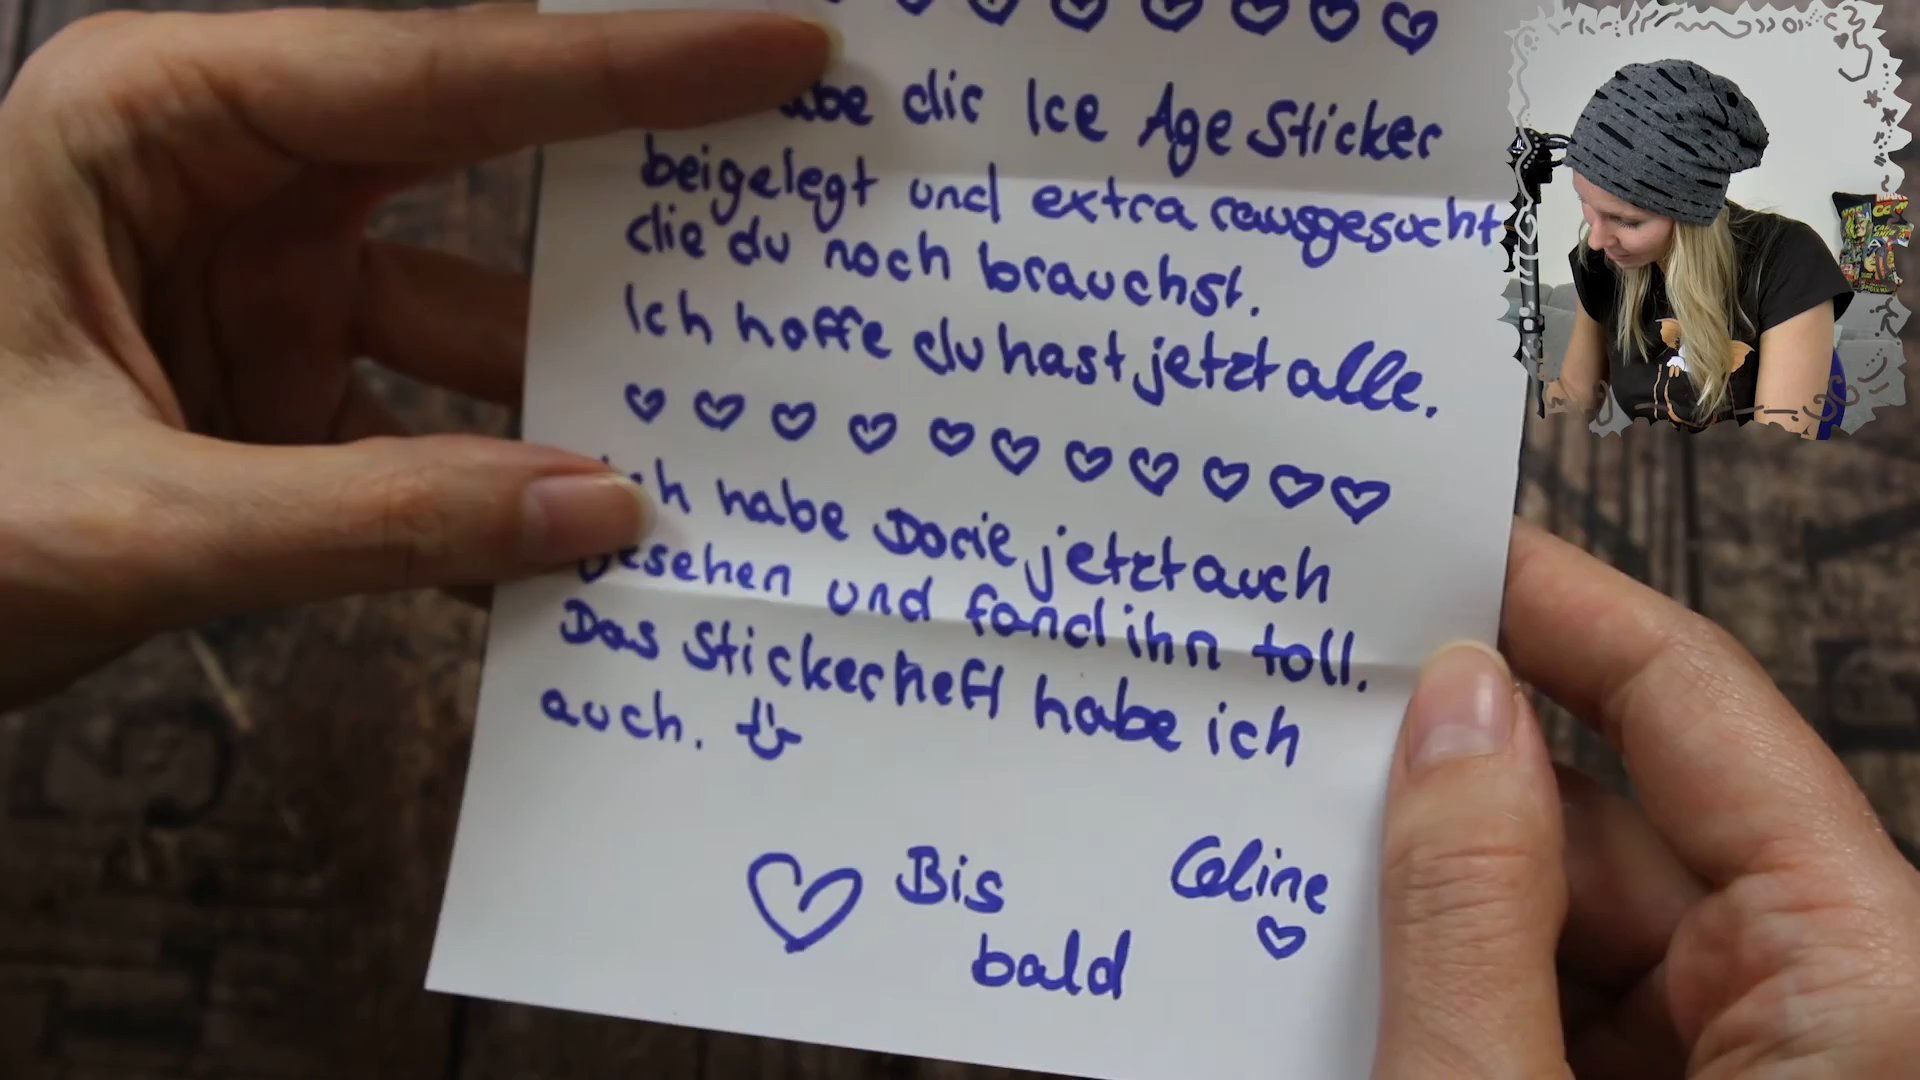 dir Ice Age Sticker
beigelegt und extra rausgesucht,
die du noch brauchst.
Ich hoffe du hast jetzt alle.
habe Dorie jetzt auch
gesehen und fand ihn toll.
Das Stickerheft habe ich
auch.
Bis
bald
Celine